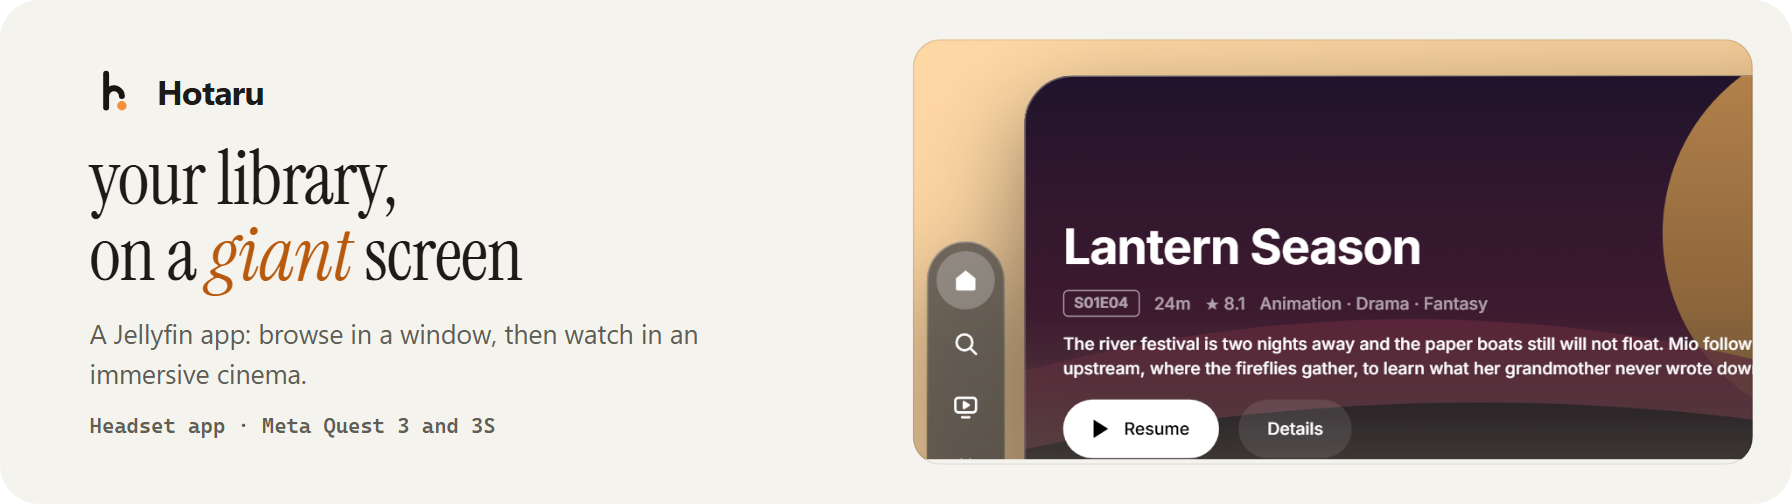 Hotaru
your library,
on a giant screen
A Jellyfin app: browse in a window, then watch in an
immersive cinema.
Headset app · Meta Quest 3 and 3S
Lantern Season
S01E04 24m ★ 8.1 Animation · Drama · Fantasy
The river festival is two nights away and the paper boats still will not float. Mio follow
upstream, where the fireflies gather, to learn what her grandmother never wrote dow
Resume Details